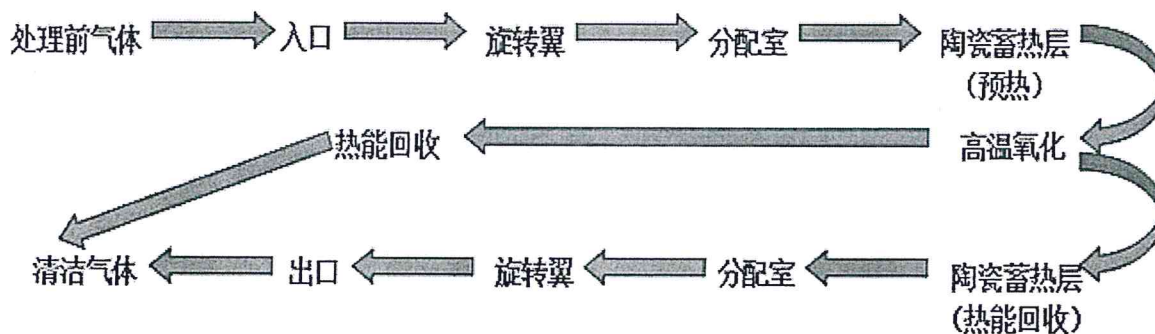 处理前气体 入口 旋转翼 分配室 陶瓷蓄热层
(预热)
热能回收 高温氧化
清洁气体 出口 旋转翼 分配室 陶瓷蓄热层
(热能回收)